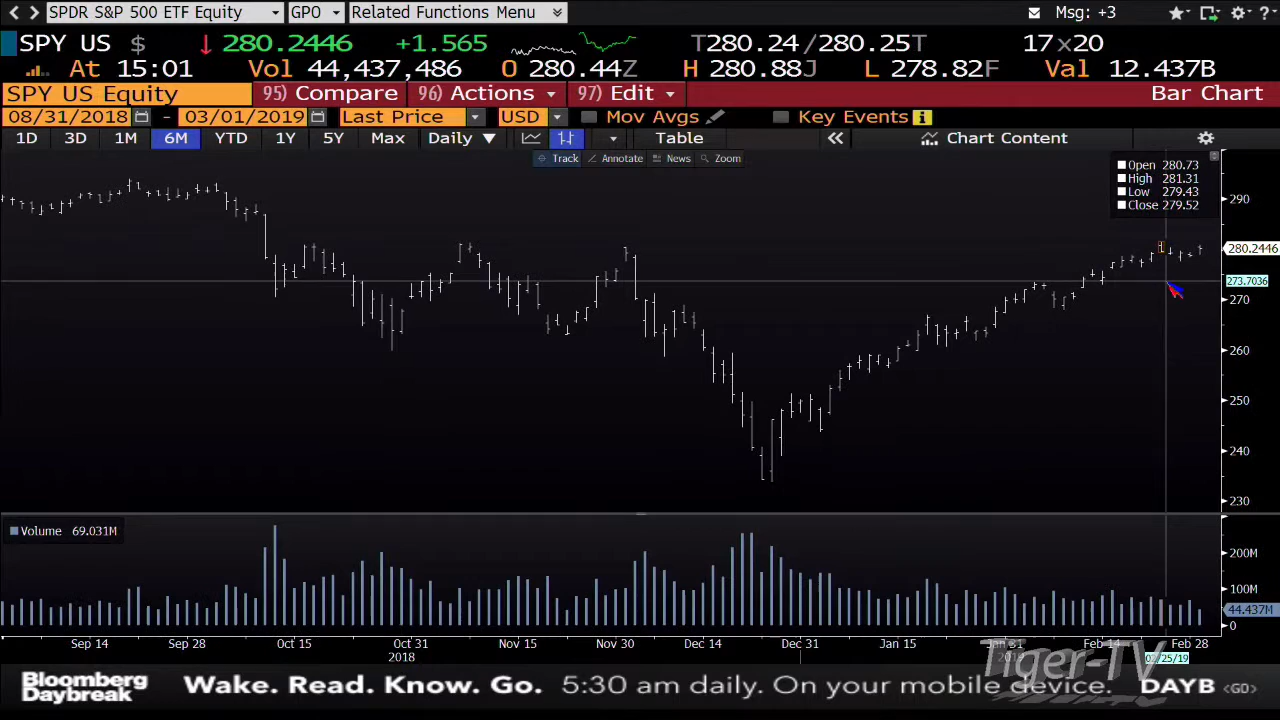 SPDR S&P 500 ETF Equity GPO Related Functions Menu Msg: +3
SPY US $ 280.2446 +1.565 T280.24/280.25T 17x20
At 15:01 Vol 44,437,486 O 280.44Z H 280.88J L 278.82F Val 12.437B
SPY US Equity 95) Compare 96) Actions 97) Edit Bar Chart
08/31/2018 - 03/01/2019 Last Price USD Mov Avgs Key Events
1D 3D 1M 6M YTD 1Y 5Y Max Daily Table Chart Content
Track Annotate News Zoom
Open 280.73
High 281.31
Low 279.43
Close 279.52
290
280.2446
273.7036
270
260
250
240
230
Volume 69.031M
200M
100M
44.437M
0
Sep 14 Sep 28 Oct 15 Oct 31 Nov 15 Nov 30 Dec 14 Dec 31 Jan 15 Jan 31 Feb 14 Feb 28
2018 2019 02/25/19
Tiger-TV
Bloomberg Daybreak Wake. Read. Know. Go. 5:30 am daily. On your mobile device. DAYB <GO>